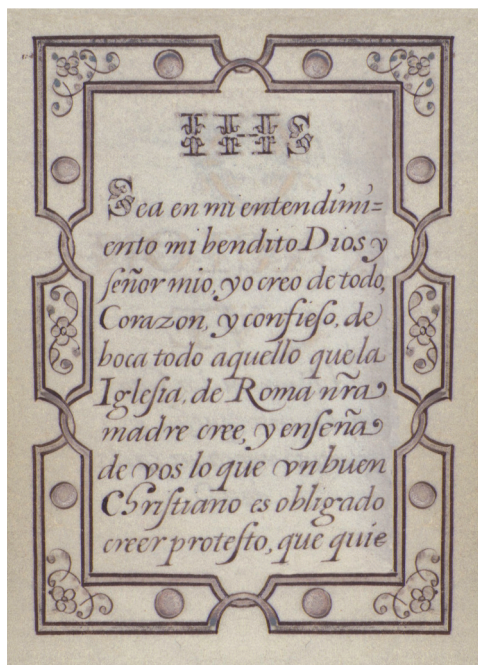 IHS
Sea en mi entendimi=
ento mi bendito Dios y
señor mio, yo creo de todo,
Corazon, y confieso, de
boca todo aquello que la
Iglesia, de Roma nr̃a
madre cree, y enseña
de vos lo que vn buen
Christiano es obligado
creer protesto, que quie